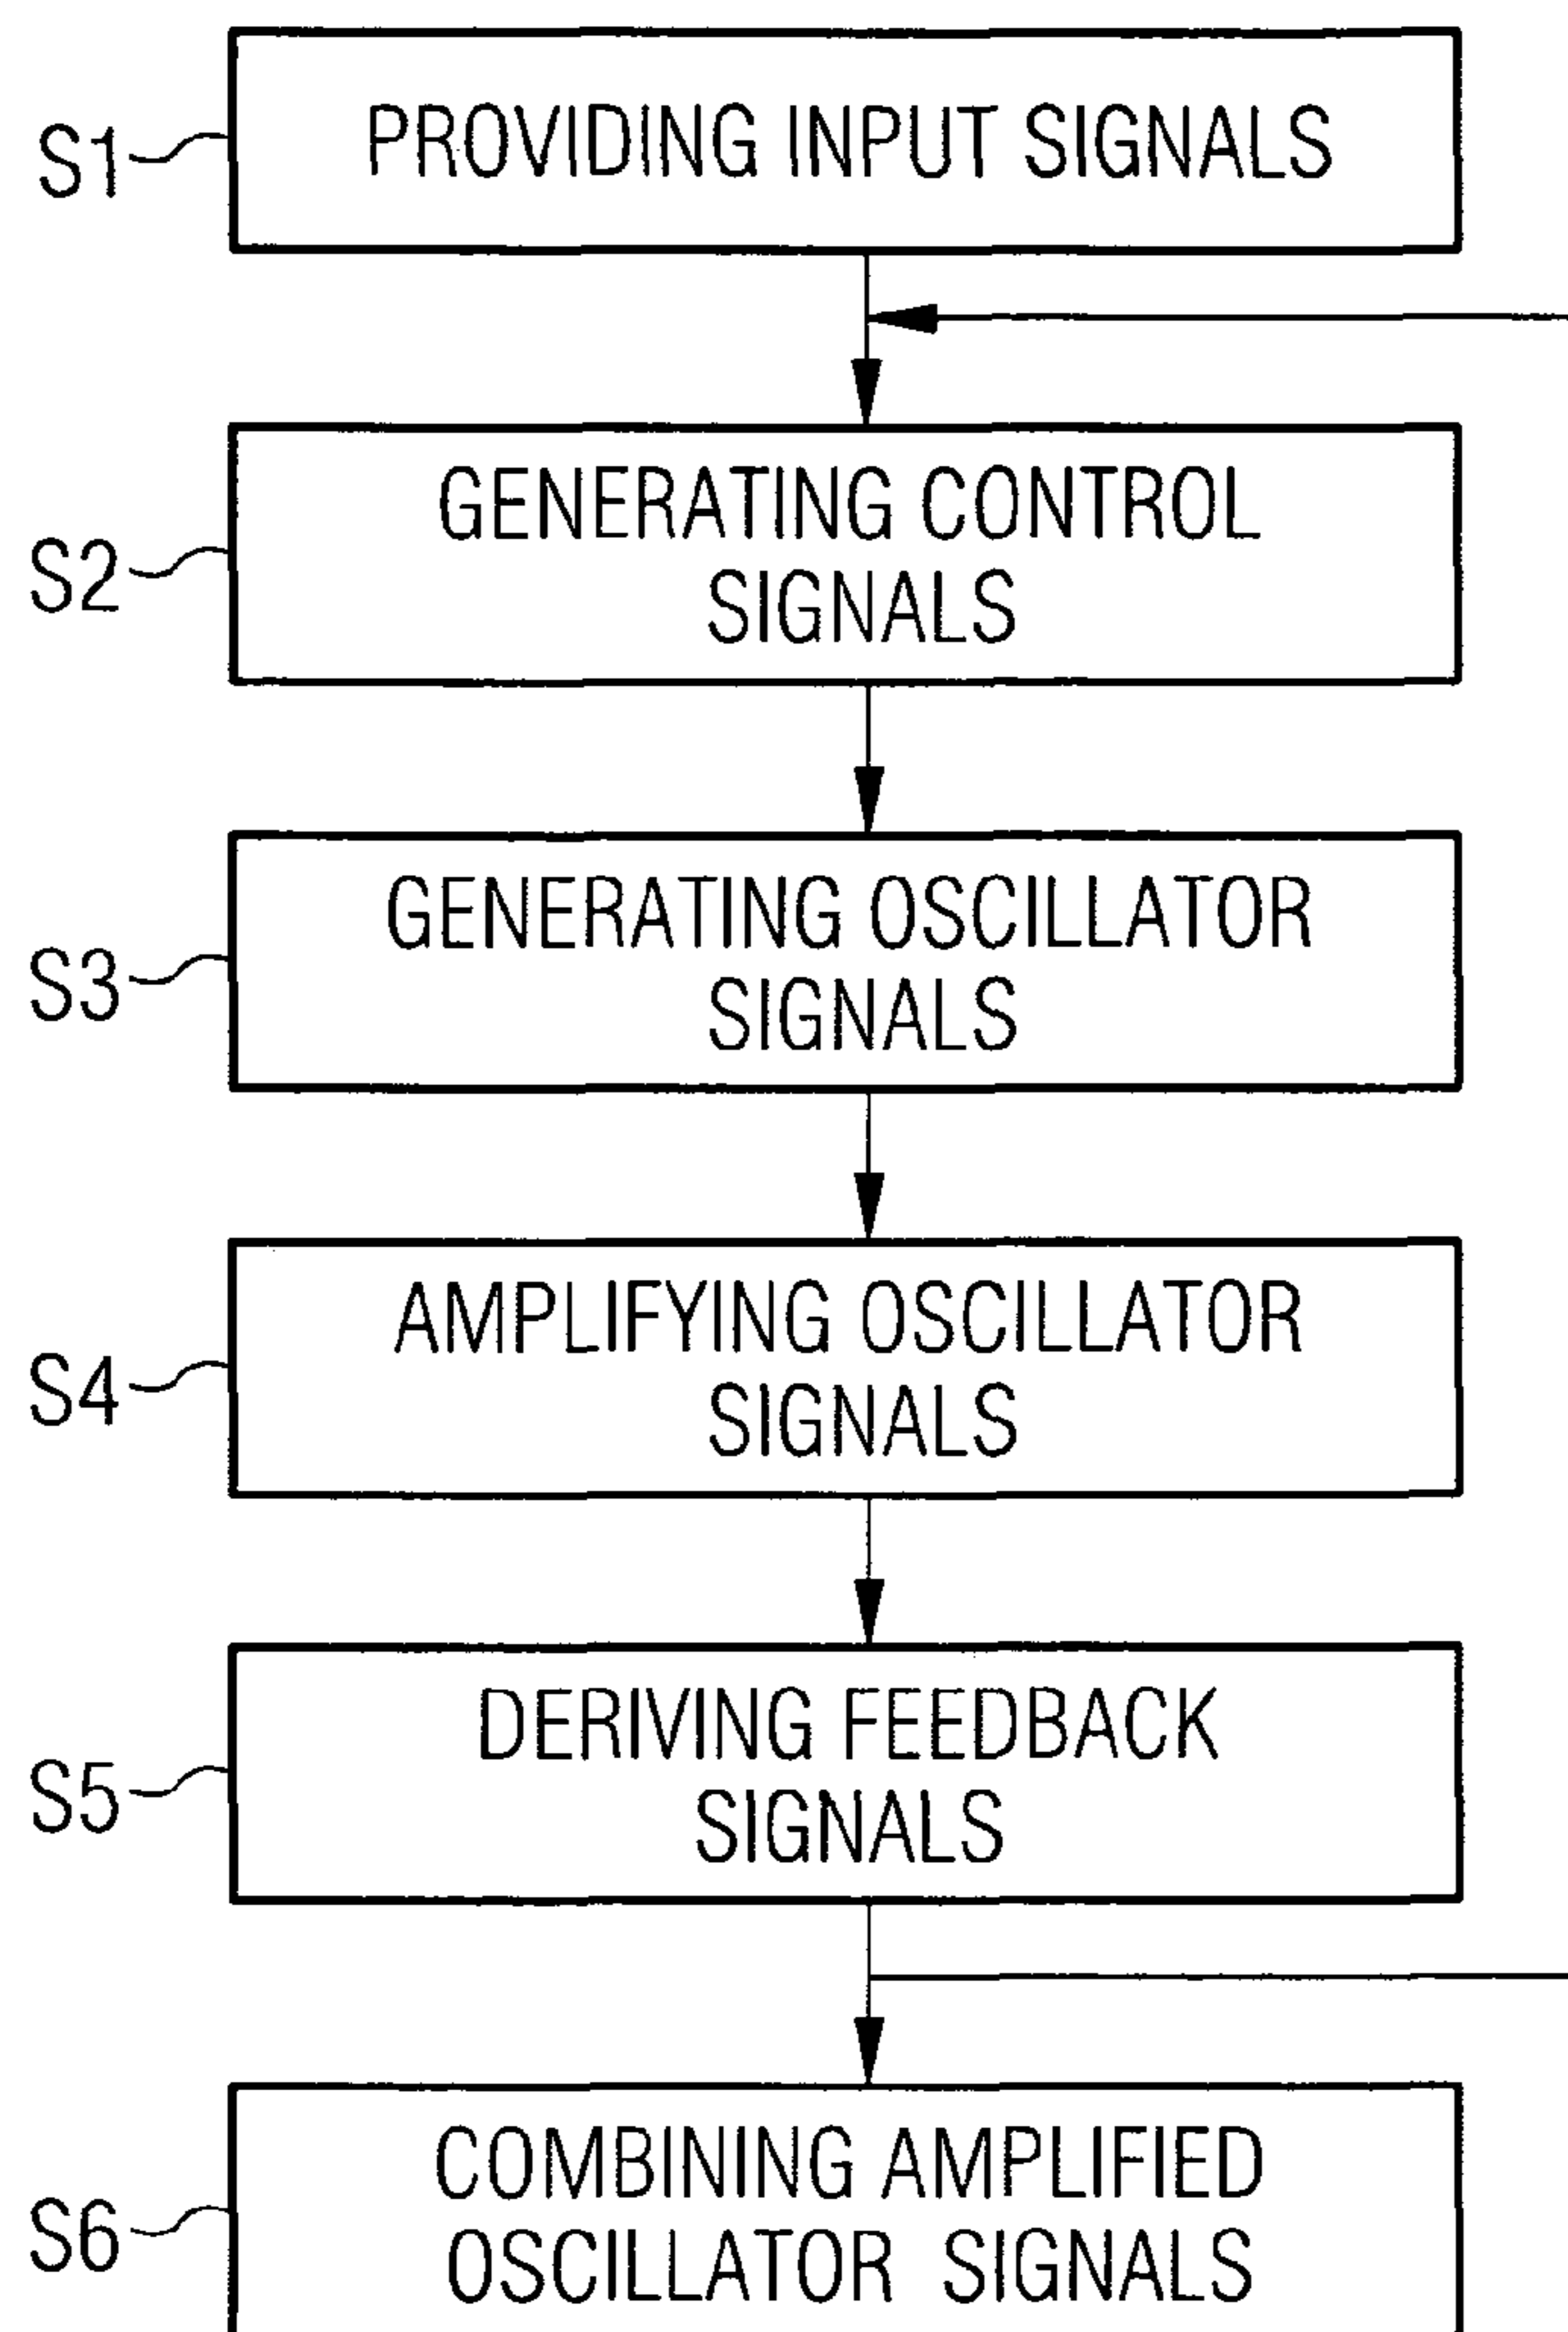 S1
PROVIDING INPUT SIGNALS
S2
GENERATING CONTROL
SIGNALS
S3
GENERATING OSCILLATOR
SIGNALS
S4
AMPLIFYING OSCILLATOR
SIGNALS
S5
DERIVING FEEDBACK
SIGNALS
S6
COMBINING AMPLIFIED
OSCILLATOR SIGNALS